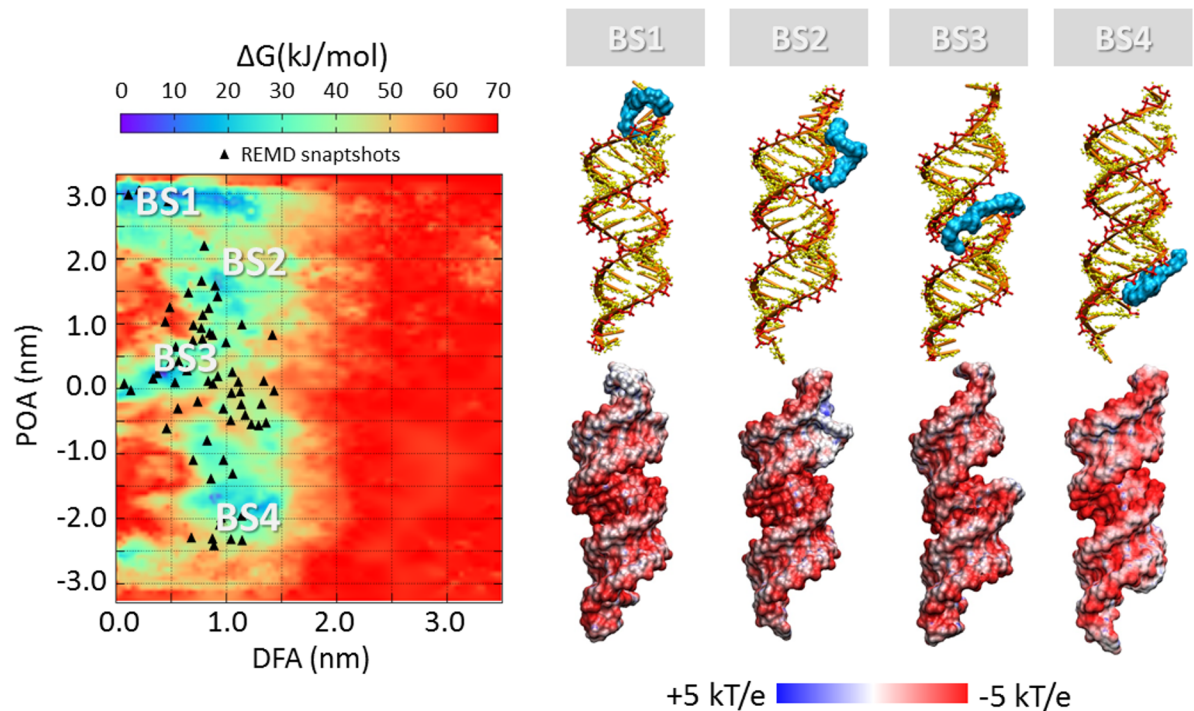 ΔG(kJ/mol)
0 10 20 30 40 50 60 70
▲ REMD snaptshots
BS1 BS2 BS3 BS4
3.0
2.0
1.0
0.0
-1.0
-2.0
-3.0
POA (nm)
BS1
BS2
BS3
BS4
0.0 1.0 2.0 3.0
DFA (nm)
+5 kT/e -5 kT/e